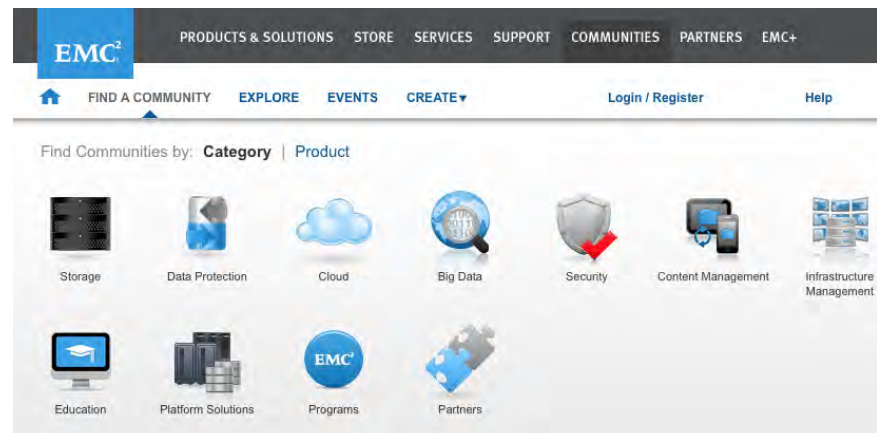 EMC²
PRODUCTS & SOLUTIONS STORE SERVICES SUPPORT COMMUNITIES PARTNERS EMC+
FIND A COMMUNITY EXPLORE EVENTS CREATE▾ Login / Register Help
Find Communities by: Category | Product
Storage Data Protection Cloud Big Data Security Content Management Infrastructure
Management
EMC²
Education Platform Solutions Programs Partners